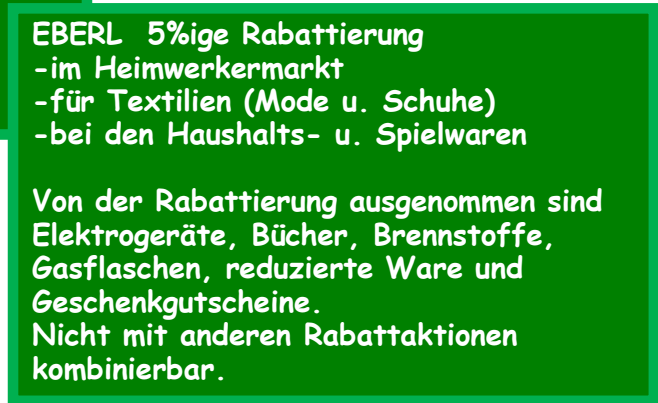 EBERL  5%ige Rabattierung
-im Heimwerkermarkt
-für Textilien (Mode u. Schuhe)
-bei den Haushalts- u. Spielwaren

Von der Rabattierung ausgenommen sind
Elektrogeräte, Bücher, Brennstoffe,
Gasflaschen, reduzierte Ware und
Geschenkgutscheine.
Nicht mit anderen Rabattaktionen
kombinierbar.